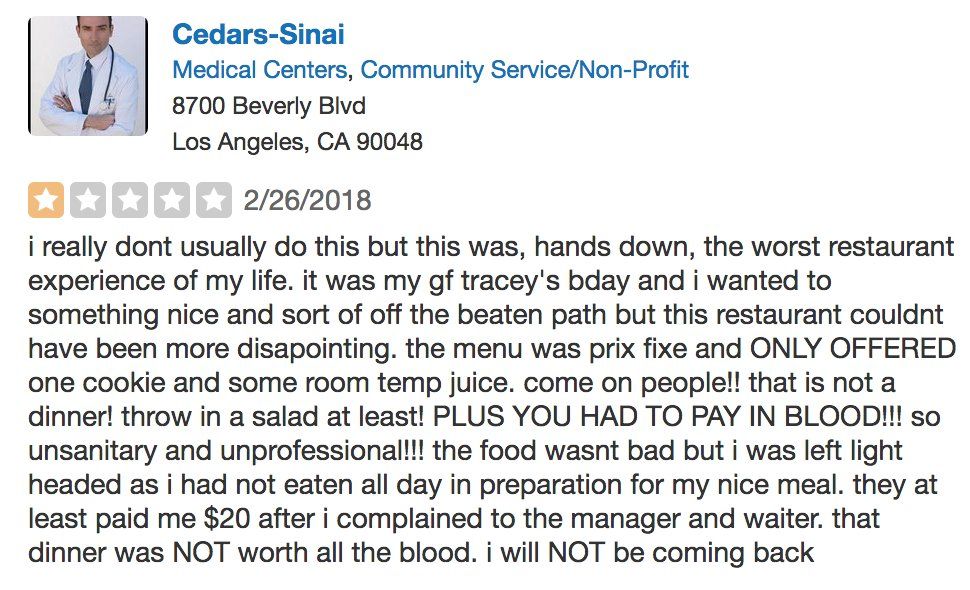 Cedars-Sinai
Medical Centers, Community Service/Non-Profit
8700 Beverly Blvd
Los Angeles, CA 90048
2/26/2018
i really dont usually do this but this was, hands down, the worst restaurant
experience of my life. it was my gf tracey's bday and i wanted to
something nice and sort of off the beaten path but this restaurant couldnt
have been more disapointing. the menu was prix fixe and ONLY OFFERED
one cookie and some room temp juice. come on people!! that is not a
dinner! throw in a salad at least! PLUS YOU HAD TO PAY IN BLOOD!!! so
unsanitary and unprofessional!!! the food wasnt bad but i was left light
headed as i had not eaten all day in preparation for my nice meal. they at
least paid me $20 after i complained to the manager and waiter. that
dinner was NOT worth all the blood. i will NOT be coming back